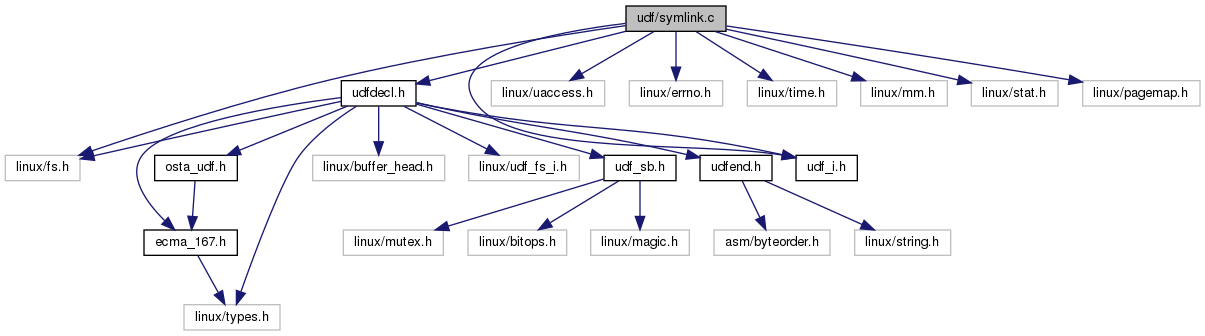 udf/symlink.c
udfdecl.h
linux/uaccess.h
linux/errno.h
linux/time.h
linux/mm.h
linux/stat.h
linux/pagemap.h
linux/fs.h
osta_udf.h
linux/buffer_head.h
linux/udf_fs_i.h
udf_sb.h
udfend.h
udf_i.h
ecma_167.h
linux/mutex.h
linux/bitops.h
linux/magic.h
asm/byteorder.h
linux/string.h
linux/types.h